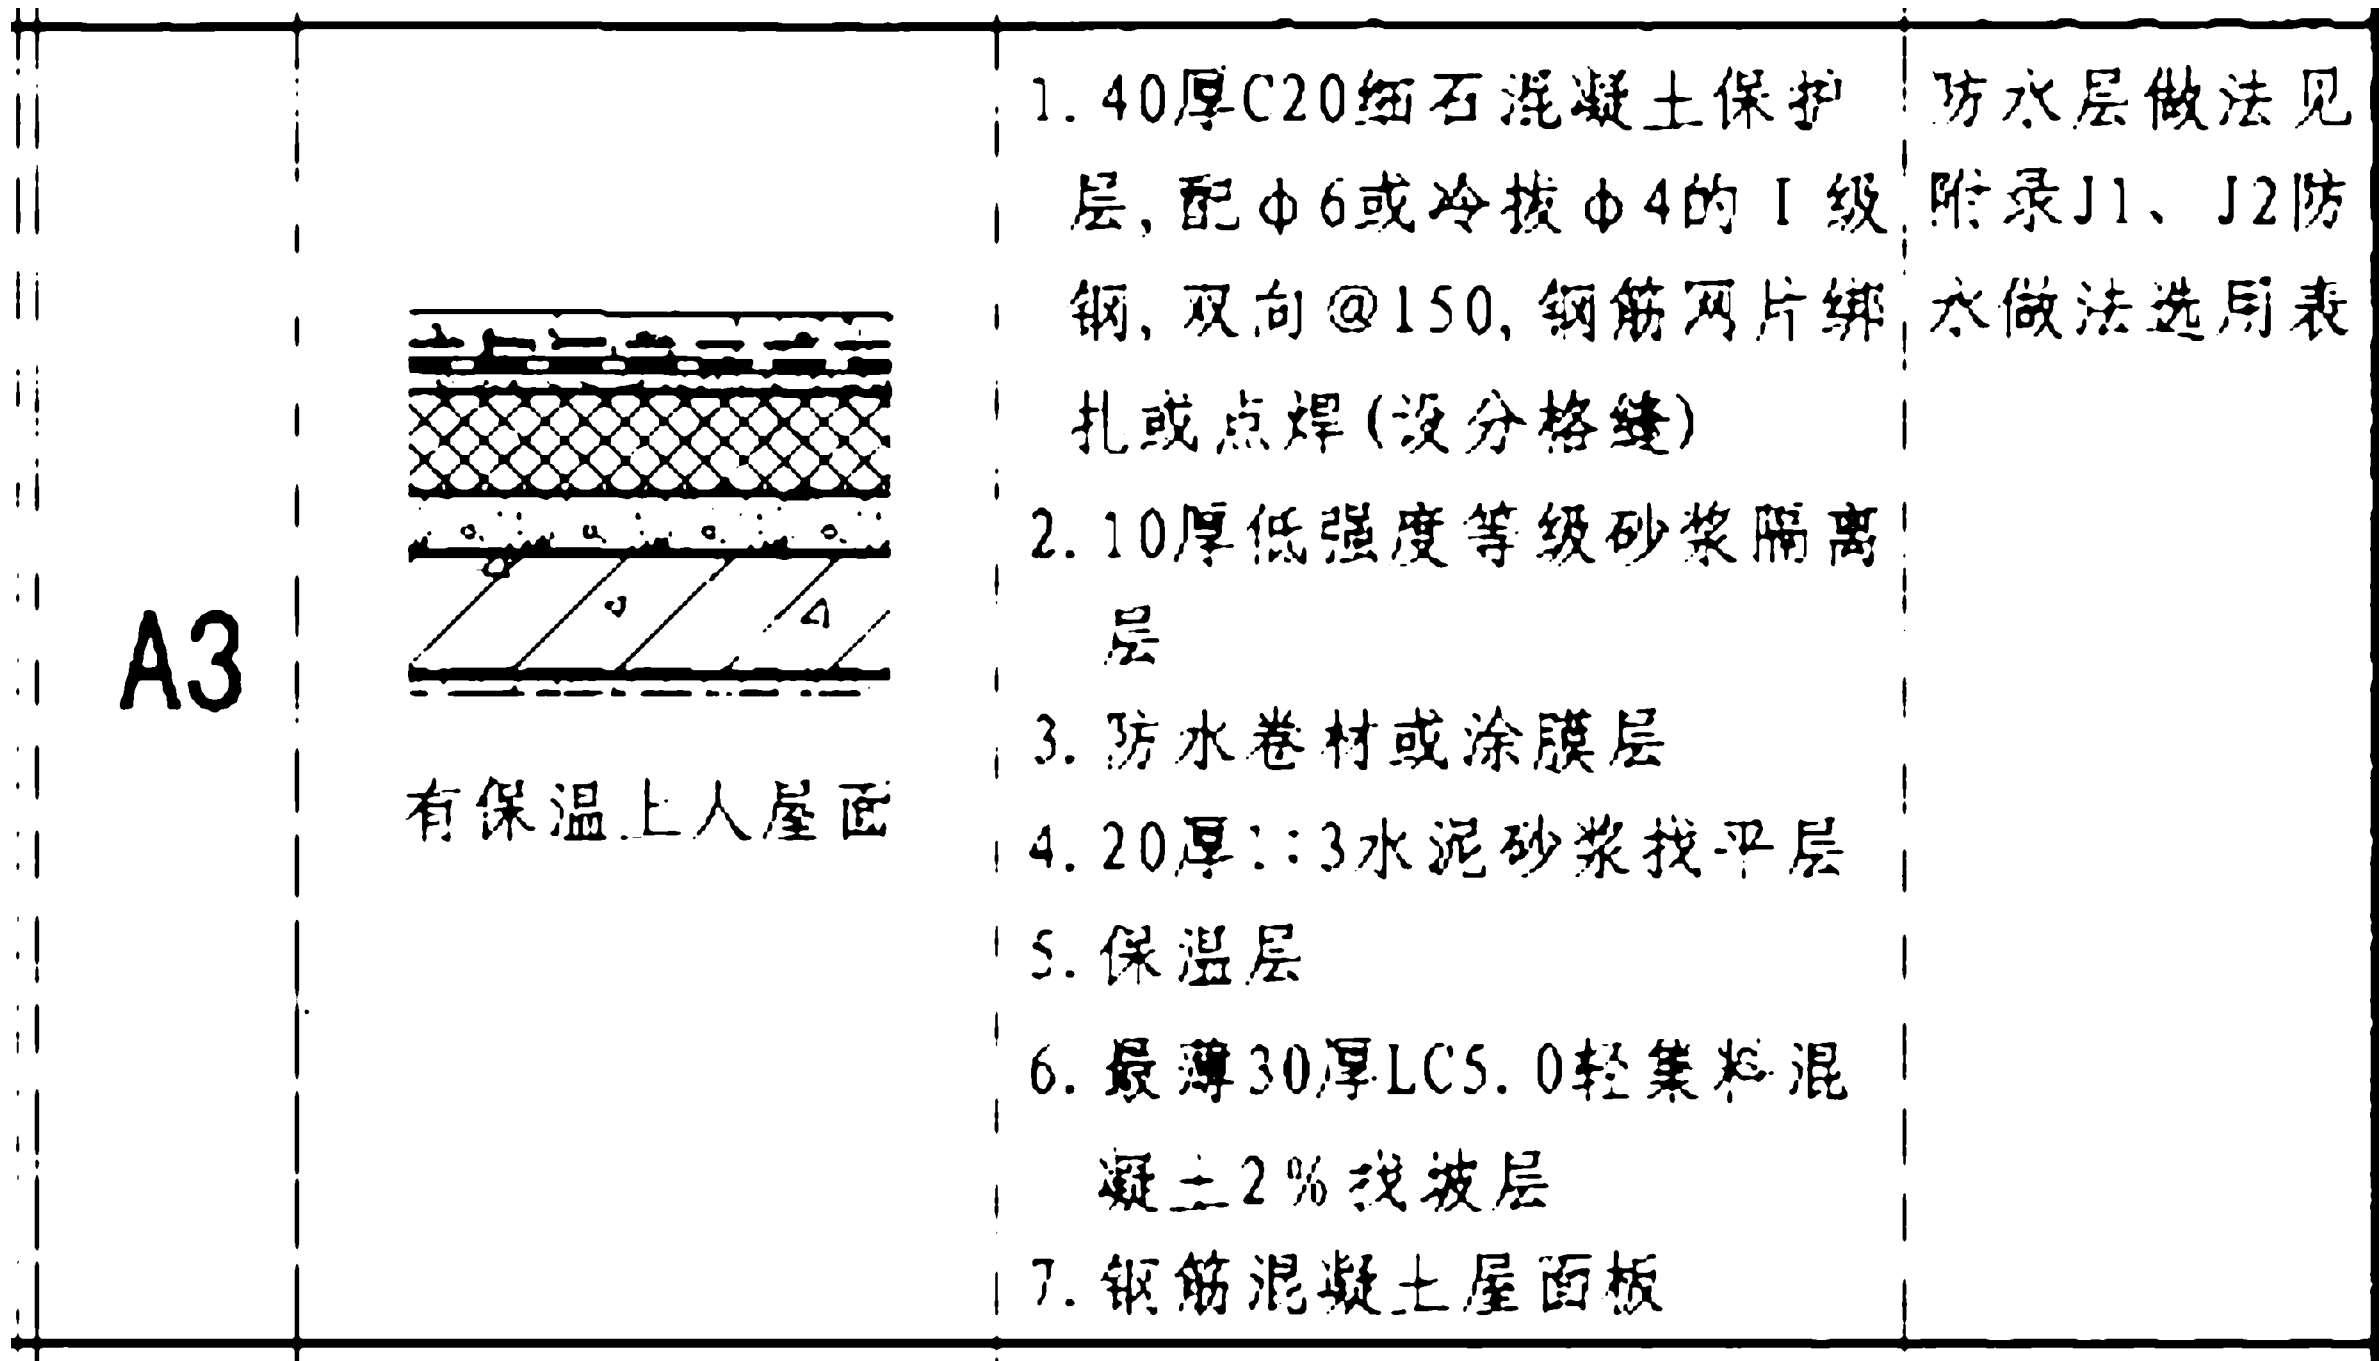 A3
有保温上人屋面
1. 40厚C20细石混凝土保护
层,配ф6或冷拔ф4的Ⅰ级
钢,双向@150,钢筋网片绑
扎或点焊(设分格缝)
2. 10厚低强度等级砂浆隔离
层
3. 防水卷材或涂膜层
4. 20厚1:3水泥砂浆找平层
5. 保温层
6. 最薄30厚LC5.0轻集料混
凝土2%找坡层
7. 钢筋混凝土屋面板
防水层做法见
附录J1、J2防
水做法选用表